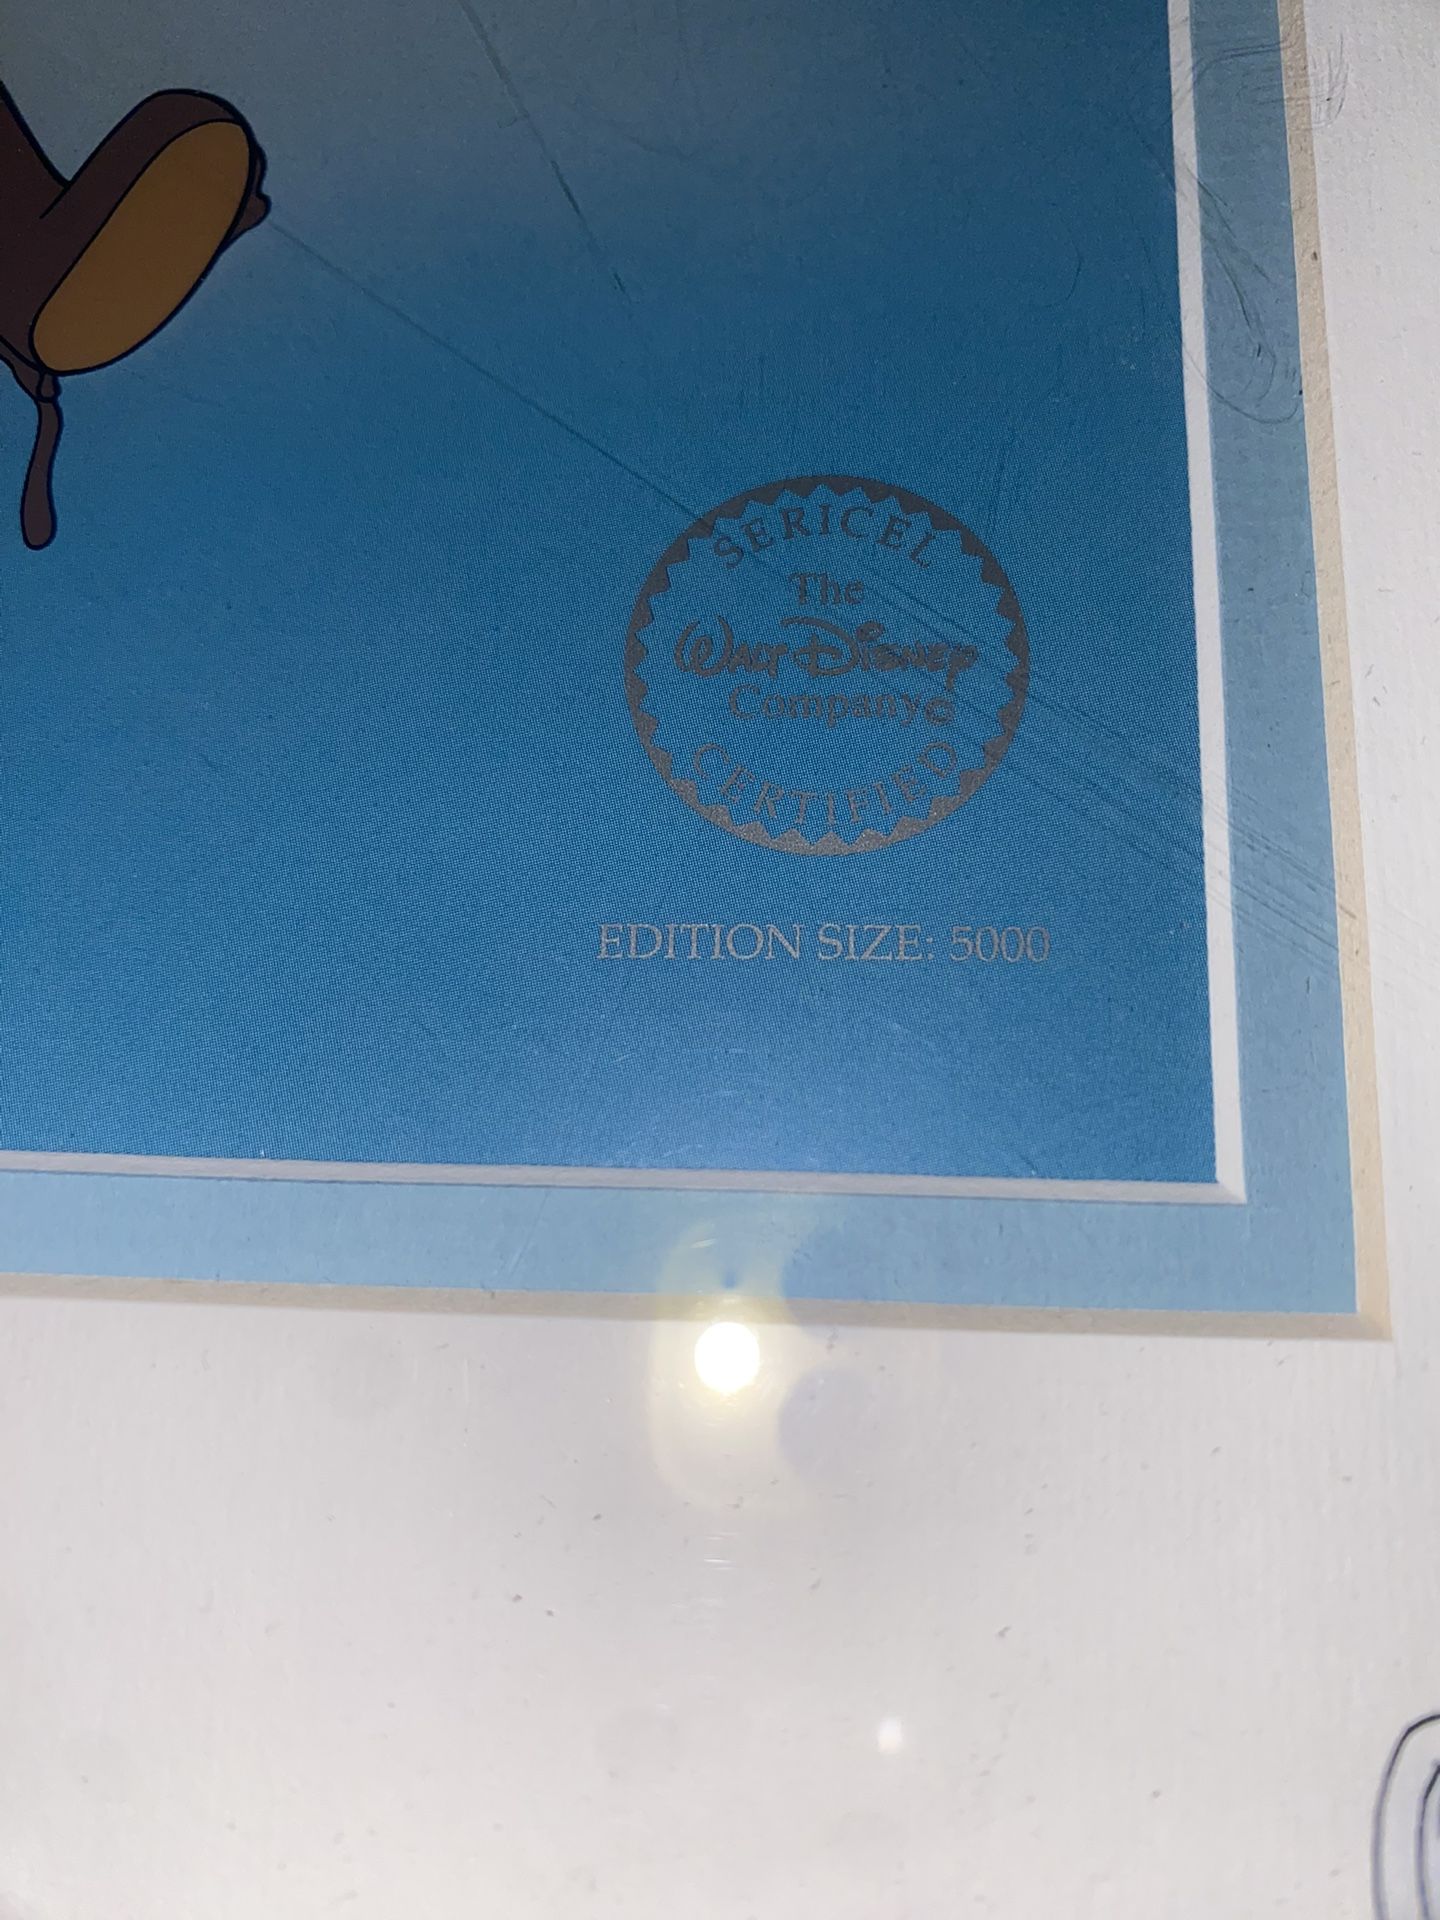 SERICEL
The
WALT DISNEY
Company©
CERTIFIED
EDITION SIZE: 5000